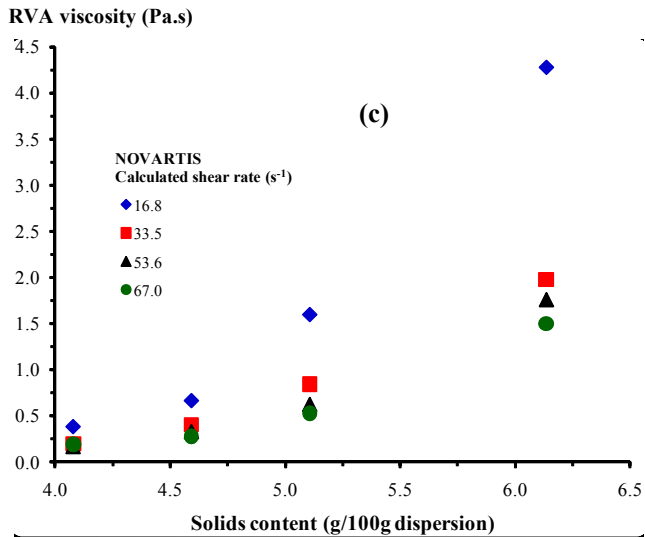 RVA viscosity (Pa.s)
4.5
4.0
3.5
3.0
2.5
2.0
1.5
1.0
0.5
0.0
(c)
NOVARTIS
Calculated shear rate (s⁻¹)
16.8
33.5
53.6
67.0
4.0 4.5 5.0 5.5 6.0 6.5
Solids content (g/100g dispersion)